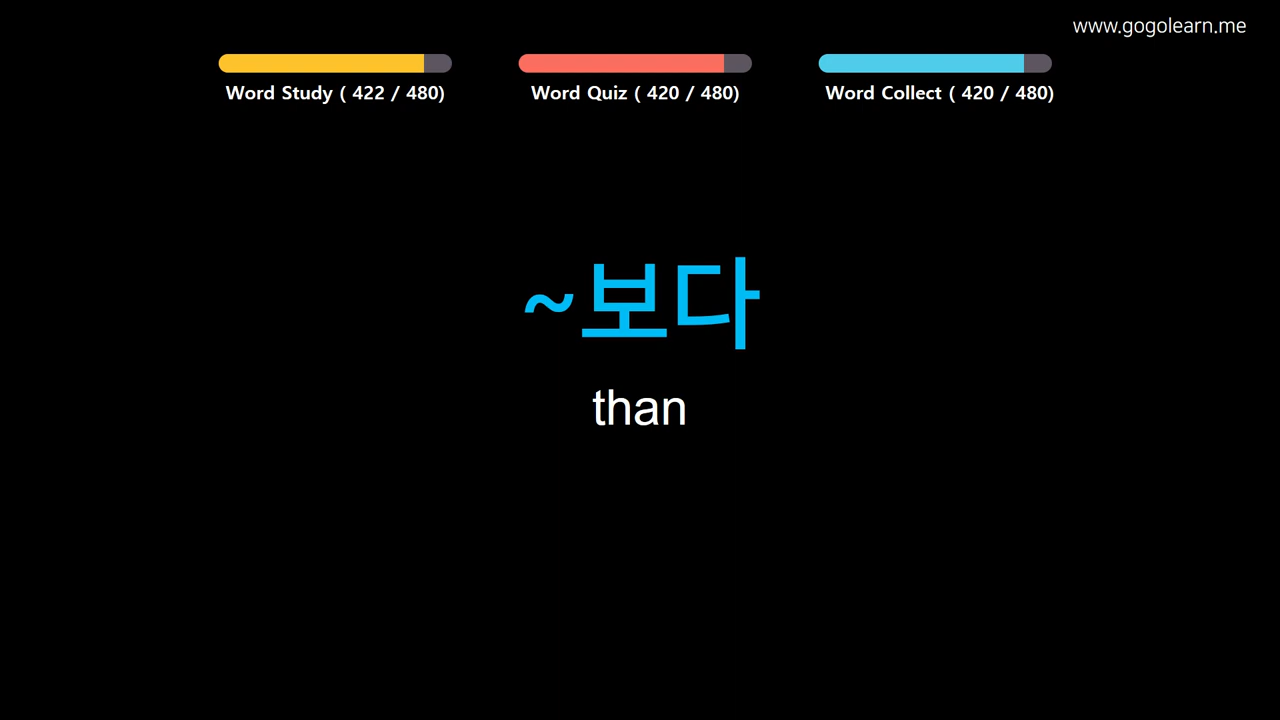 www.gogolearn.me
Word Study ( 422 / 480)
Word Quiz ( 420 / 480)
Word Collect ( 420 / 480)
~보다
than